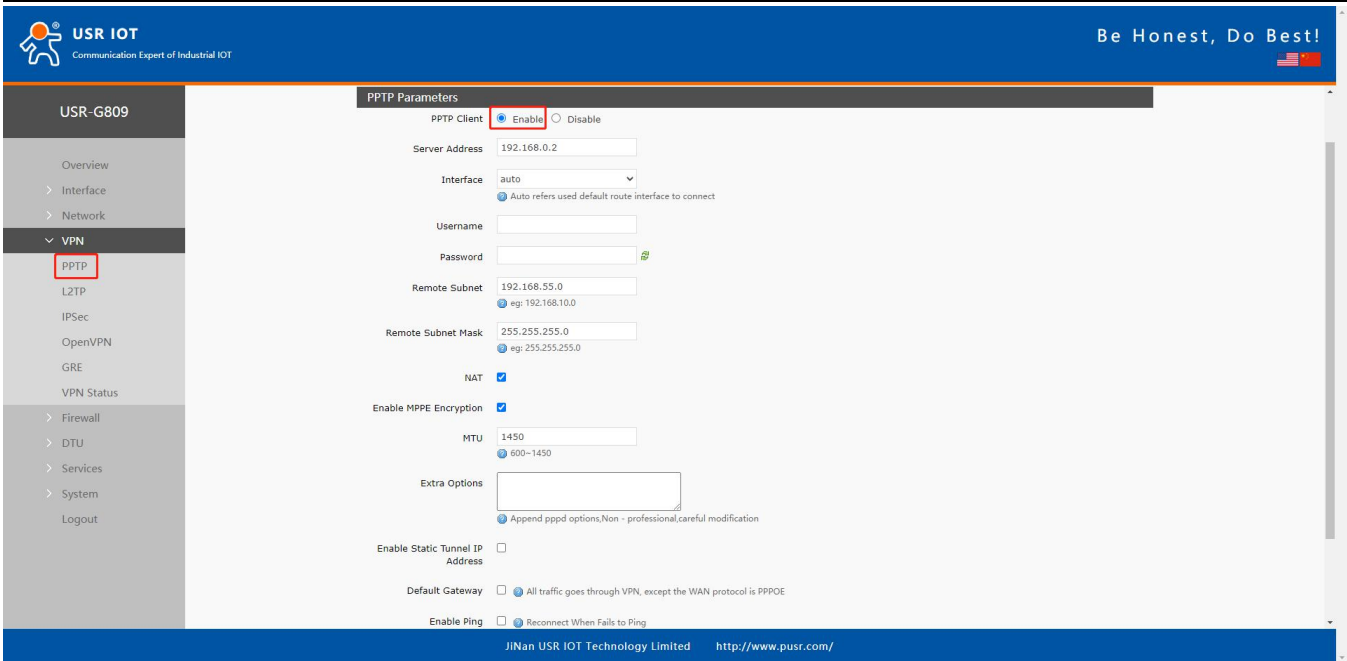 USR IOT
Communication Expert of Industrial IOT
Be Honest, Do Best!
USR-G809
Overview
Interface
Network
VPN
PPTP
L2TP
IPSec
OpenVPN
GRE
VPN Status
Firewall
DTU
Services
System
Logout
PPTP Parameters
PPTP Client Enable Disable
Server Address 192.168.0.2
Interface auto
Auto refers used default route interface to connect
Username
Password
Remote Subnet 192.168.55.0
eg: 192.168.10.0
Remote Subnet Mask 255.255.255.0
eg: 255.255.255.0
NAT
Enable MPPE Encryption
MTU 1450
600~1450
Extra Options
Append pppd options,Non - professional,careful modification
Enable Static Tunnel IP
Address
Default Gateway All traffic goes through VPN, except the WAN protocol is PPPOE
Enable Ping Reconnect When Fails to Ping
JiNan USR IOT Technology Limited http://www.pusr.com/